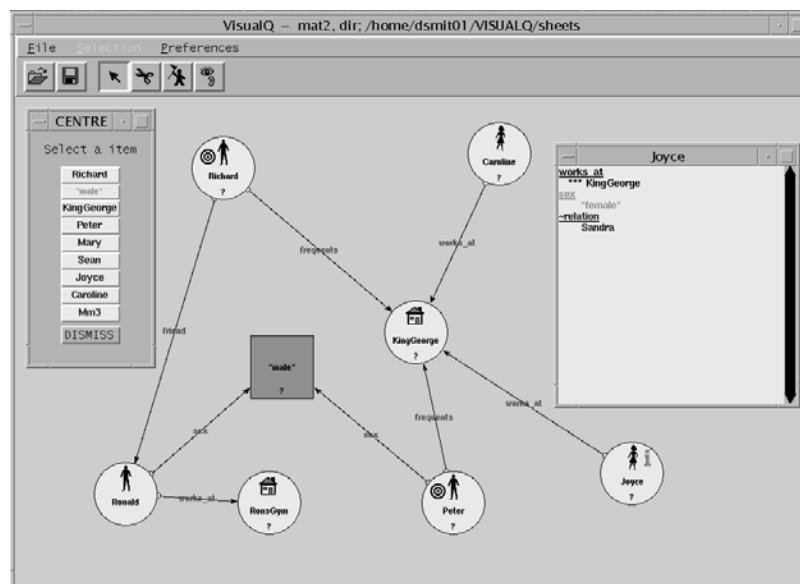 VisualQ – mat2, dir; /home/dsmit01/VISUALQ/sheets
File Selection Preferences
CENTRE
Select a item
Richard
"male"
KingGeorge
Peter
Mary
Sean
Joyce
Caroline
Mm3
DISMISS
Richard
?
Caroline
?
frequents
works_at
friend
KingGeorge
?
"male"
?
sex
sex
frequents
works_at
Ronald
works_at
RonsGym
?
Peter
?
Joyce
?
Joyce
works_at
*** KingGeorge
sex
"female"
~relation
Sandra